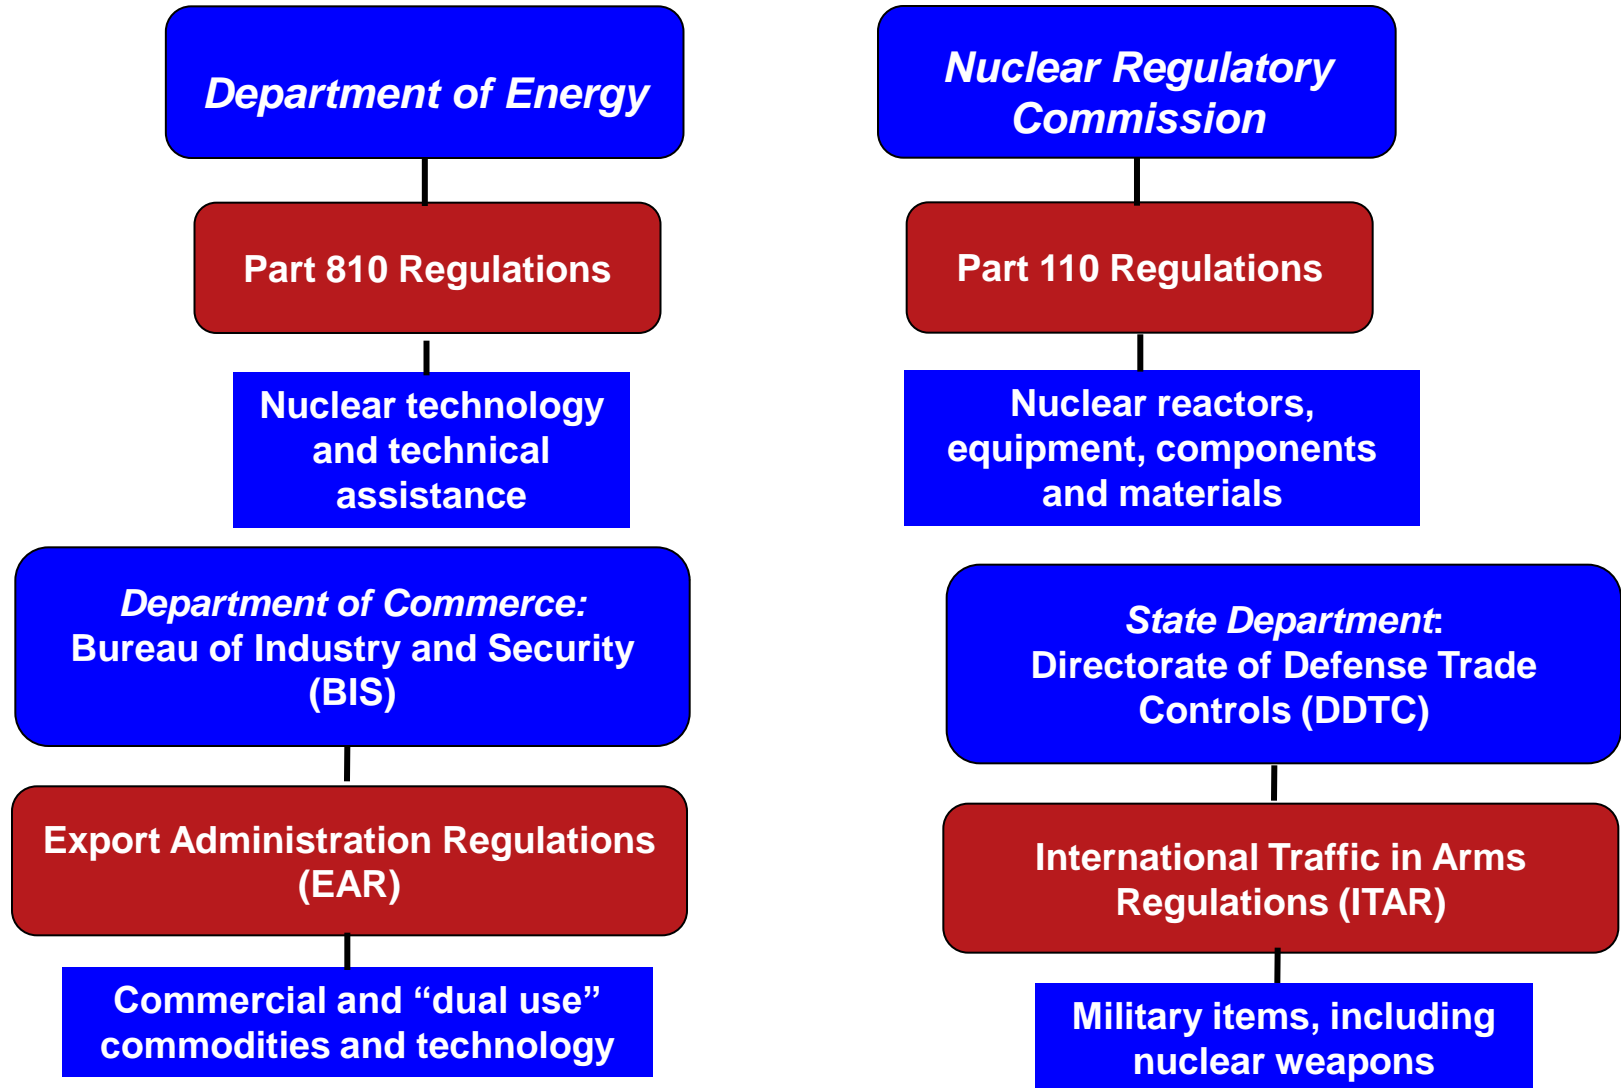 Department of Energy
Part 810 Regulations
Nuclear technology
and technical
assistance
Nuclear Regulatory
Commission
Part 110 Regulations
Nuclear reactors,
equipment, components
and materials
Department of Commerce:
Bureau of Industry and Security
(BIS)
Export Administration Regulations
(EAR)
Commercial and “dual use”
commodities and technology
State Department:
Directorate of Defense Trade
Controls (DDTC)
International Traffic in Arms
Regulations (ITAR)
Military items, including
nuclear weapons